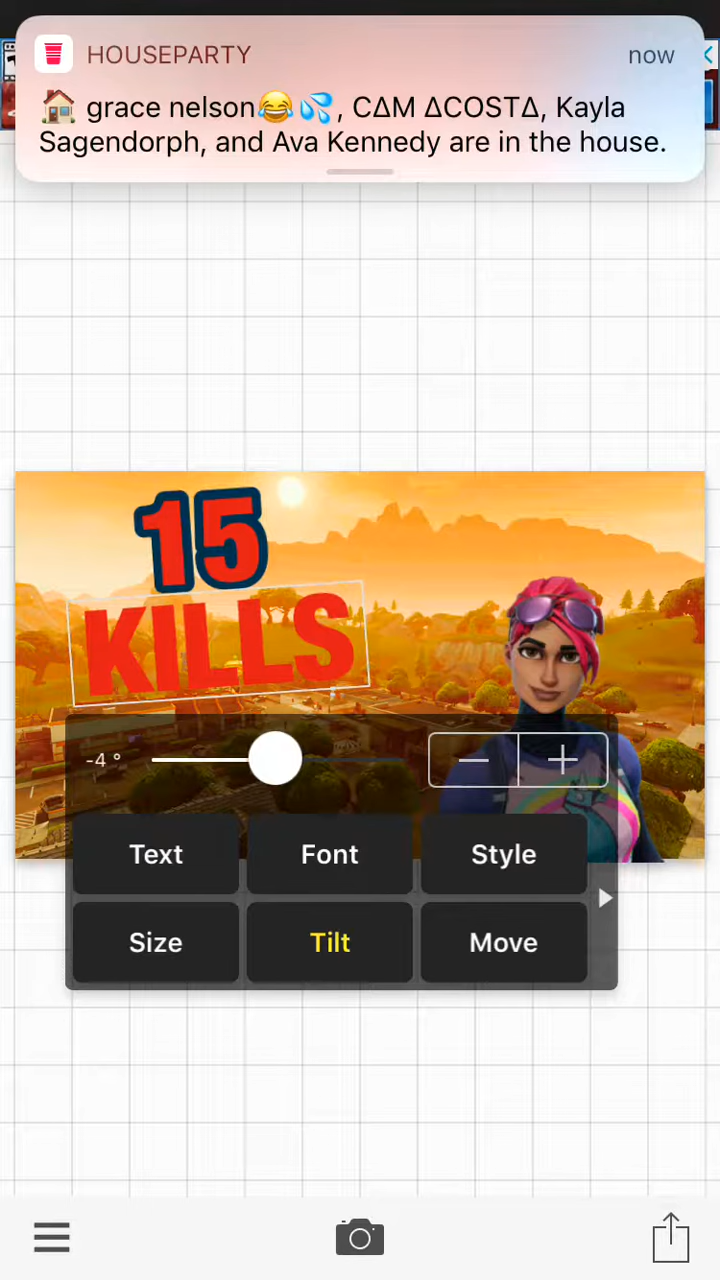 HOUSEPARTY
now
🏠 grace nelson😂💦, CΔM ΔCOSTΔ, Kayla
Sagendorph, and Ava Kennedy are in the house.
15
KILLS
-4 °
Text
Font
Style
Size
Tilt
Move